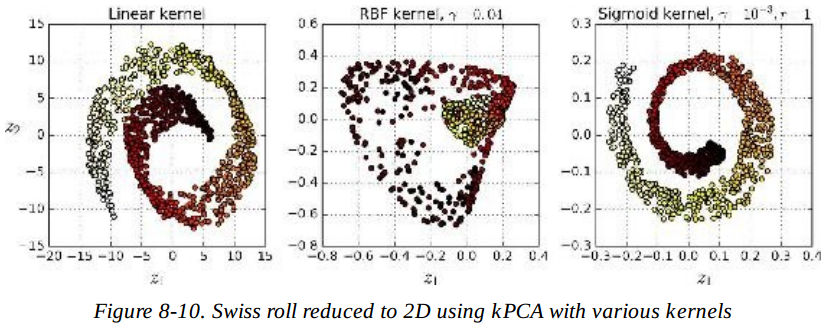 Linear kernel
RBF kernel, γ = 0.04
Sigmoid kernel, γ = 10⁻³, r = 1
15
10
5
0
−5
−10
−15
−20 −15 −10 −5 0 5 10 15
z₂
z₁
0.6
0.4
0.2
0.0
−0.2
−0.4
−0.6
−0.8
−0.8 −0.6 −0.4 −0.2 0.0 0.2 0.4
z₁
0.3
0.2
0.1
0.0
−0.1
−0.2
−0.3
−0.3 −0.2 −0.1 0.0 0.1 0.2 0.3
z₁
Figure 8-10. Swiss roll reduced to 2D using kPCA with various kernels